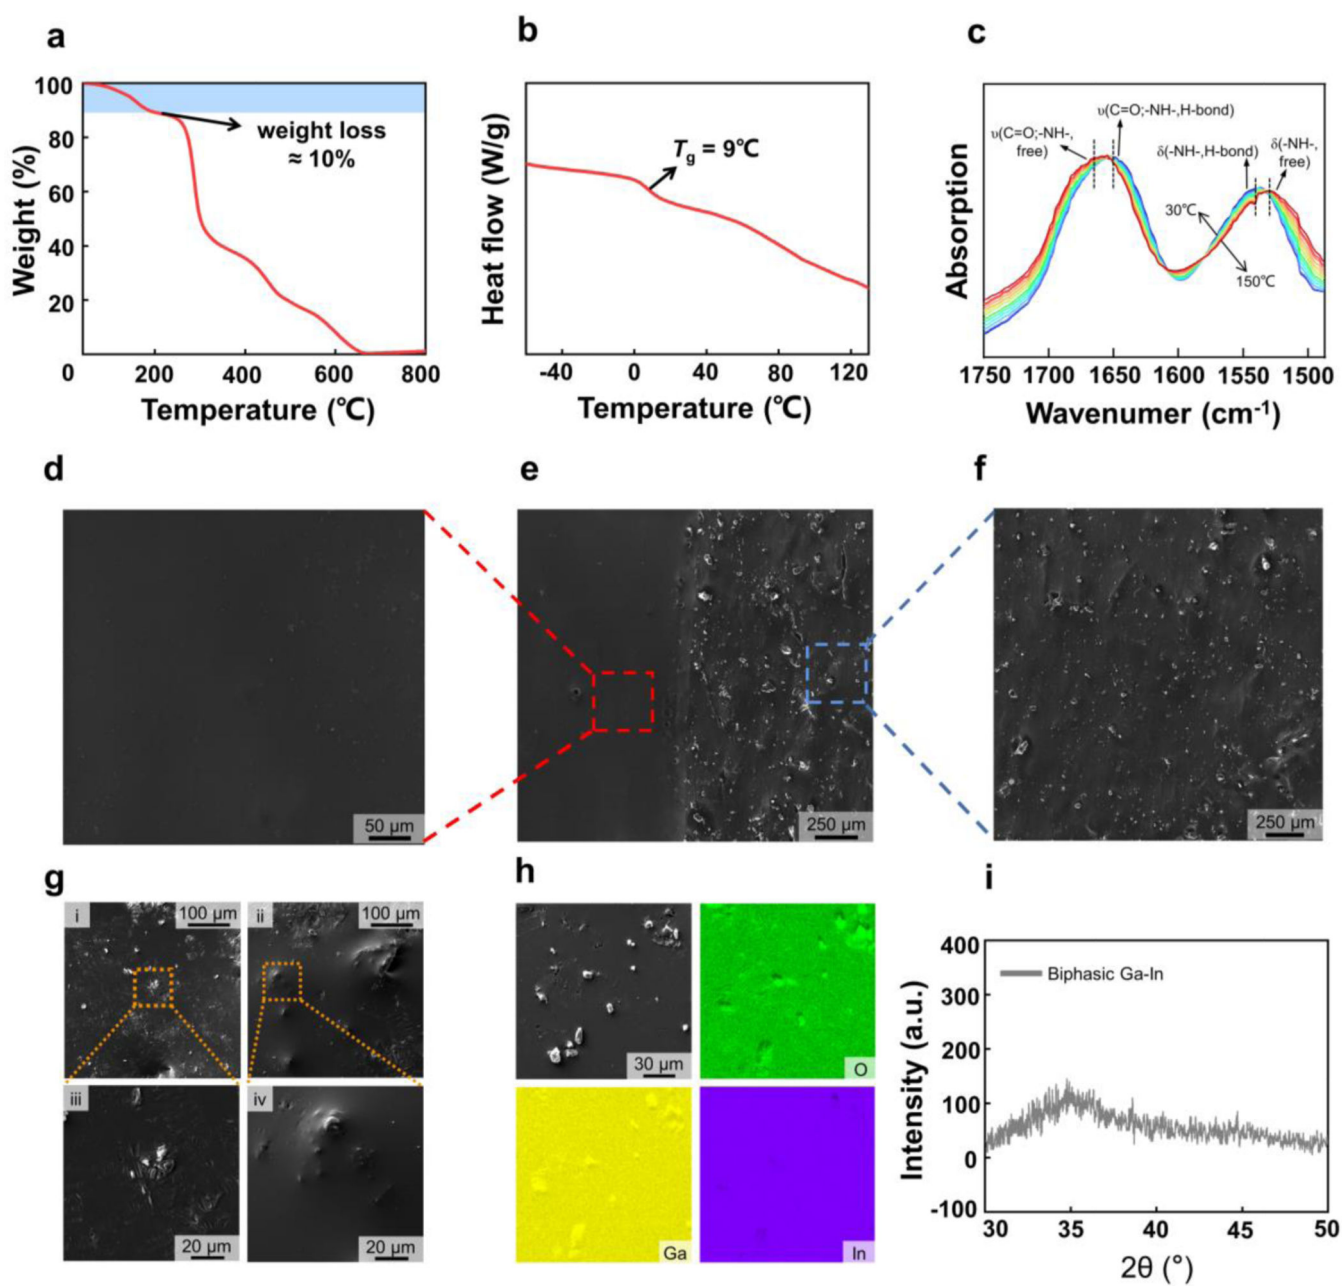 a
100
80
60
40
20
0
200
400
600
800
Weight (%)
Temperature (℃)
weight loss
≈ 10%
b
Heat flow (W/g)
Tg = 9℃
-40
0
40
80
120
Temperature (℃)
c
Absorption
υ(C=O;-NH-,H-bond)
υ(C=O;-NH-,
free)
δ(-NH-,H-bond)
δ(-NH-,
free)
30℃
150℃
1750
1700
1650
1600
1550
1500
Wavenumer (cm-1)
d
50 μm
e
250 μm
f
250 μm
g
i
100 μm
ii
100 μm
iii
20 μm
iv
20 μm
h
30 μm
O
Ga
In
i
400
300
200
100
0
-100
Intensity (a.u.)
Biphasic Ga-In
30
35
40
45
50
2θ (°)